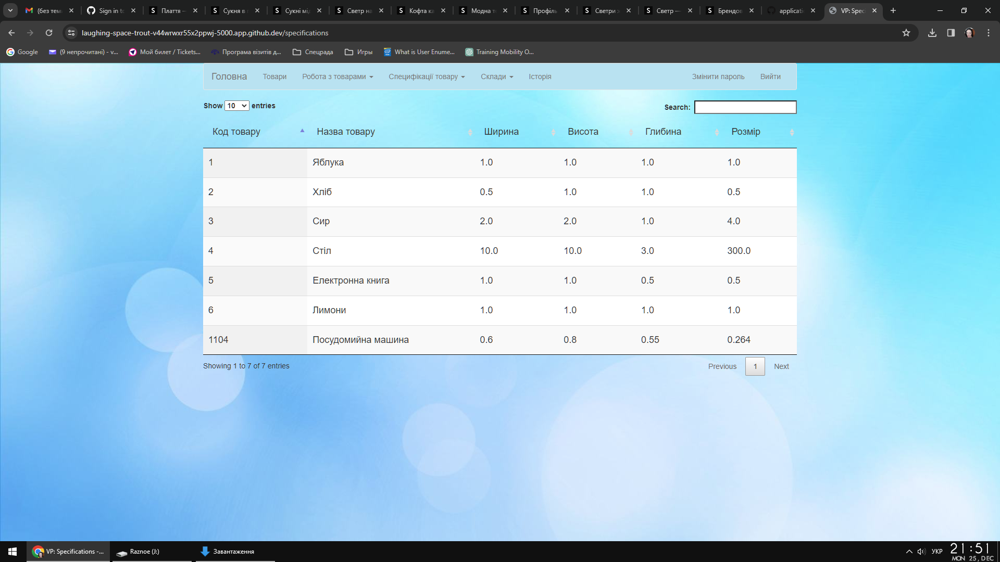 (без тем
Sign in to
Плаття –
Сукня в
Сукні мід
Светр на
Кофта ка
Модна т
Профіль
Светри
Светр —
Брендов
applicati
VP: Speci
laughing-space-trout-v44wrwxr55x2ppwj-5000.app.github.dev/specifications
Google
(9 непрочитані) - v...
Мой билет / Tickets...
Програма візитів д...
Спецрада
Игры
What is User Enume...
Training Mobility O...
Головна Товари Робота з товарами Специфікації товару Склади Історія Змінити пароль Вийти
Show 10 entries Search:
Код товару Назва товару Ширина Висота Глибина Розмір
1 Яблука 1.0 1.0 1.0 1.0
2 Хліб 0.5 1.0 1.0 0.5
3 Сир 2.0 2.0 1.0 4.0
4 Стіл 10.0 10.0 3.0 300.0
5 Електронна книга 1.0 1.0 0.5 0.5
6 Лимони 1.0 1.0 1.0 1.0
1104 Посудомийна машина 0.6 0.8 0.55 0.264
Showing 1 to 7 of 7 entries Previous 1 Next
VP: Specifications -...
Raznoe (J:)
Завантаження
УКР
21:51
MON 25, DEC